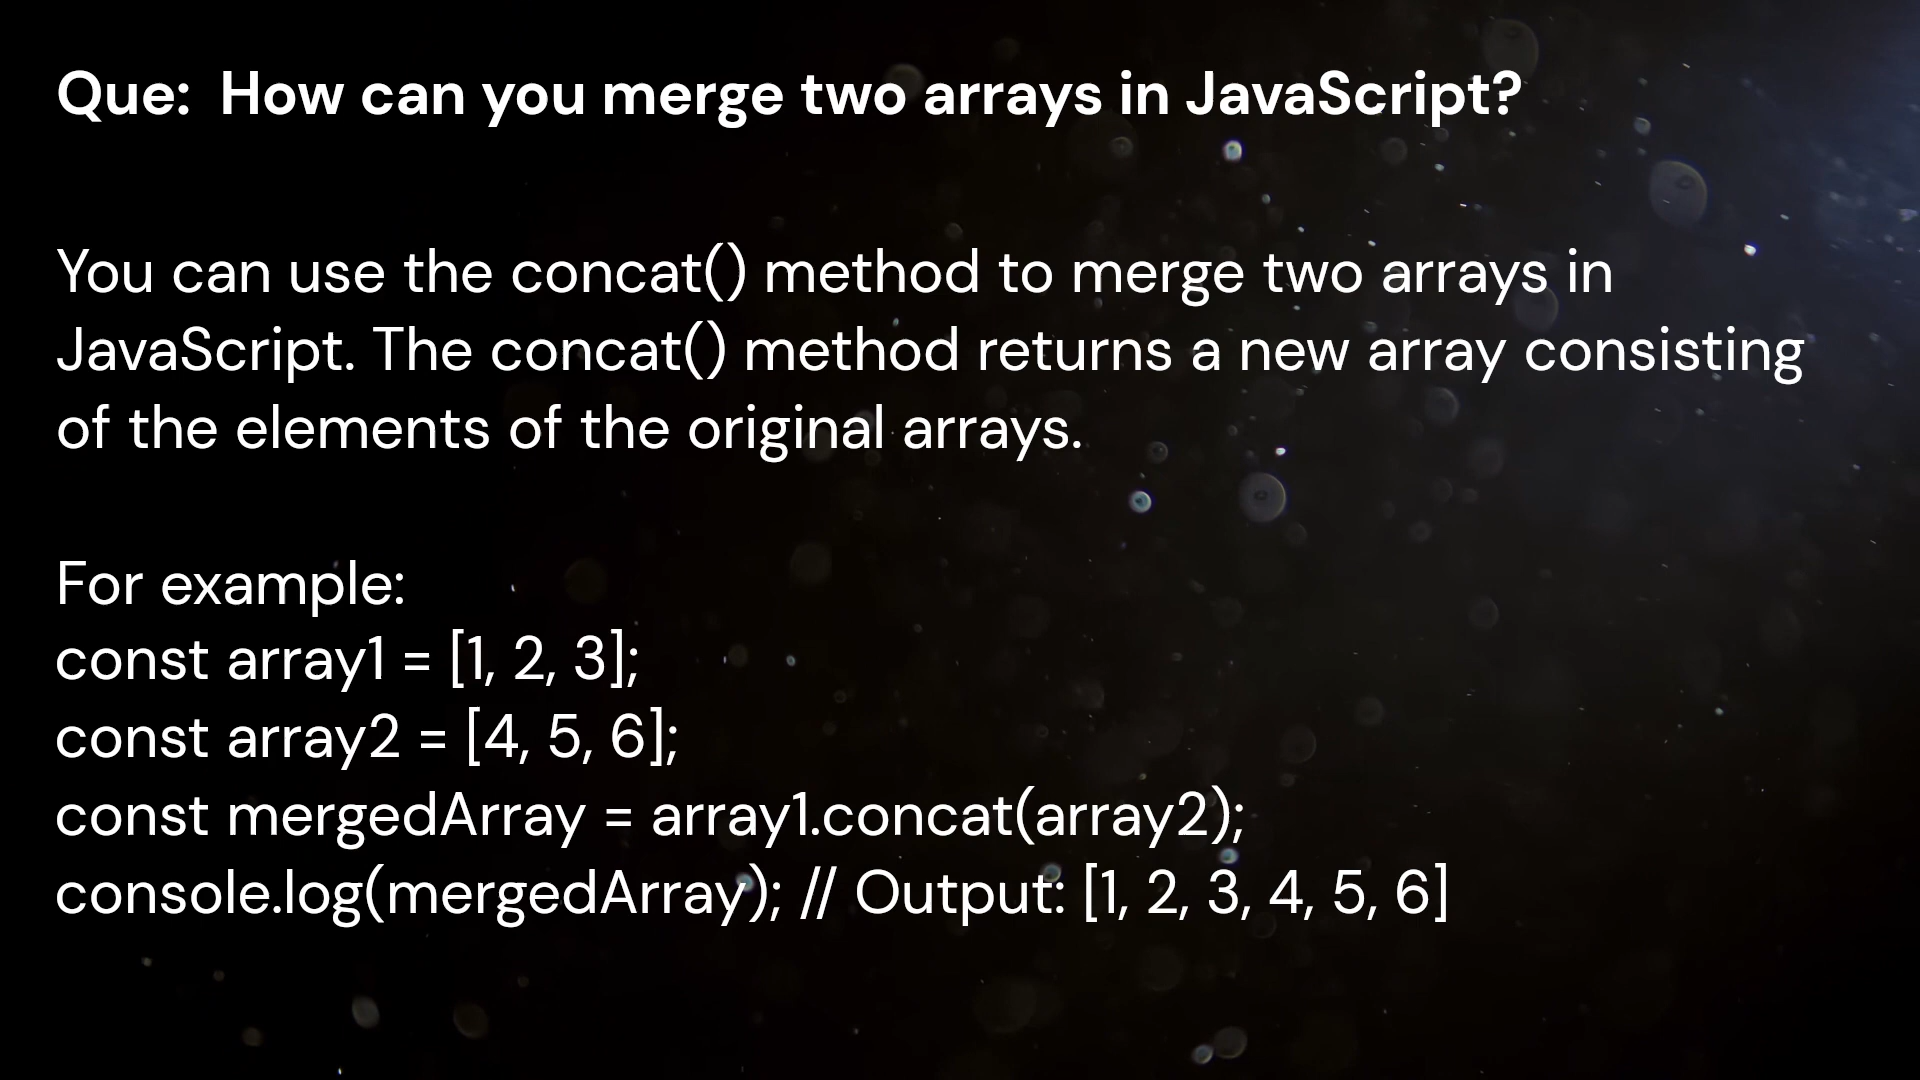 Que: How can you merge two arrays in JavaScript?
You can use the concat() method to merge two arrays in
JavaScript. The concat() method returns a new array consisting
of the elements of the original arrays.
For example:
const array1 = [1, 2, 3];
const array2 = [4, 5, 6];
const mergedArray = array1.concat(array2);
console.log(mergedArray); // Output: [1, 2, 3, 4, 5, 6]